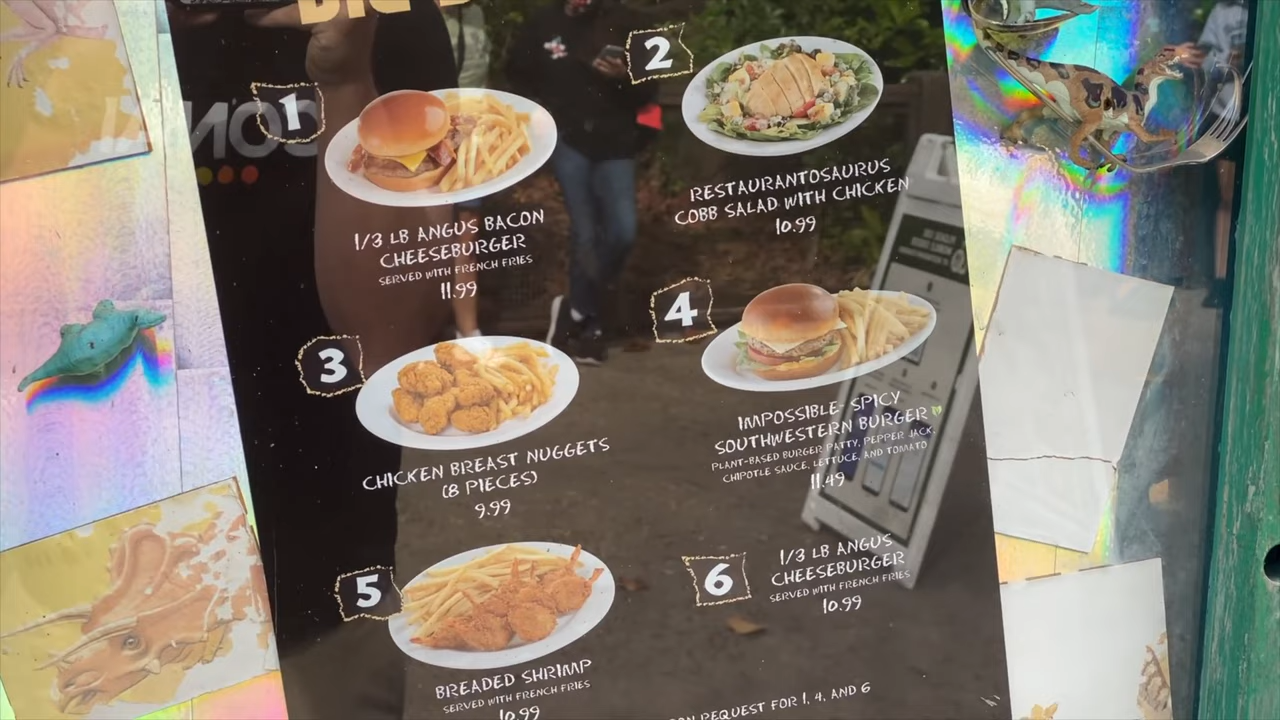 1
1/3 LB ANGUS BACON
CHEESEBURGER
SERVED WITH FRENCH FRIES
11.99
2
RESTAURANTOSAURUS
COBB SALAD WITH CHICKEN
10.99
3
CHICKEN BREAST NUGGETS
(8 PIECES)
9.99
4
IMPOSSIBLE- SPICY
SOUTHWESTERN BURGER
PLANT-BASED BURGER PATTY, PEPPER JACK,
CHIPOTLE SAUCE, LETTUCE, AND TOMATO
11.49
5
BREADED SHRIMP
SERVED WITH FRENCH FRIES
10.99
6
1/3 LB ANGUS
CHEESEBURGER
SERVED WITH FRENCH FRIES
10.99
REQUEST FOR 1, 4, AND 6